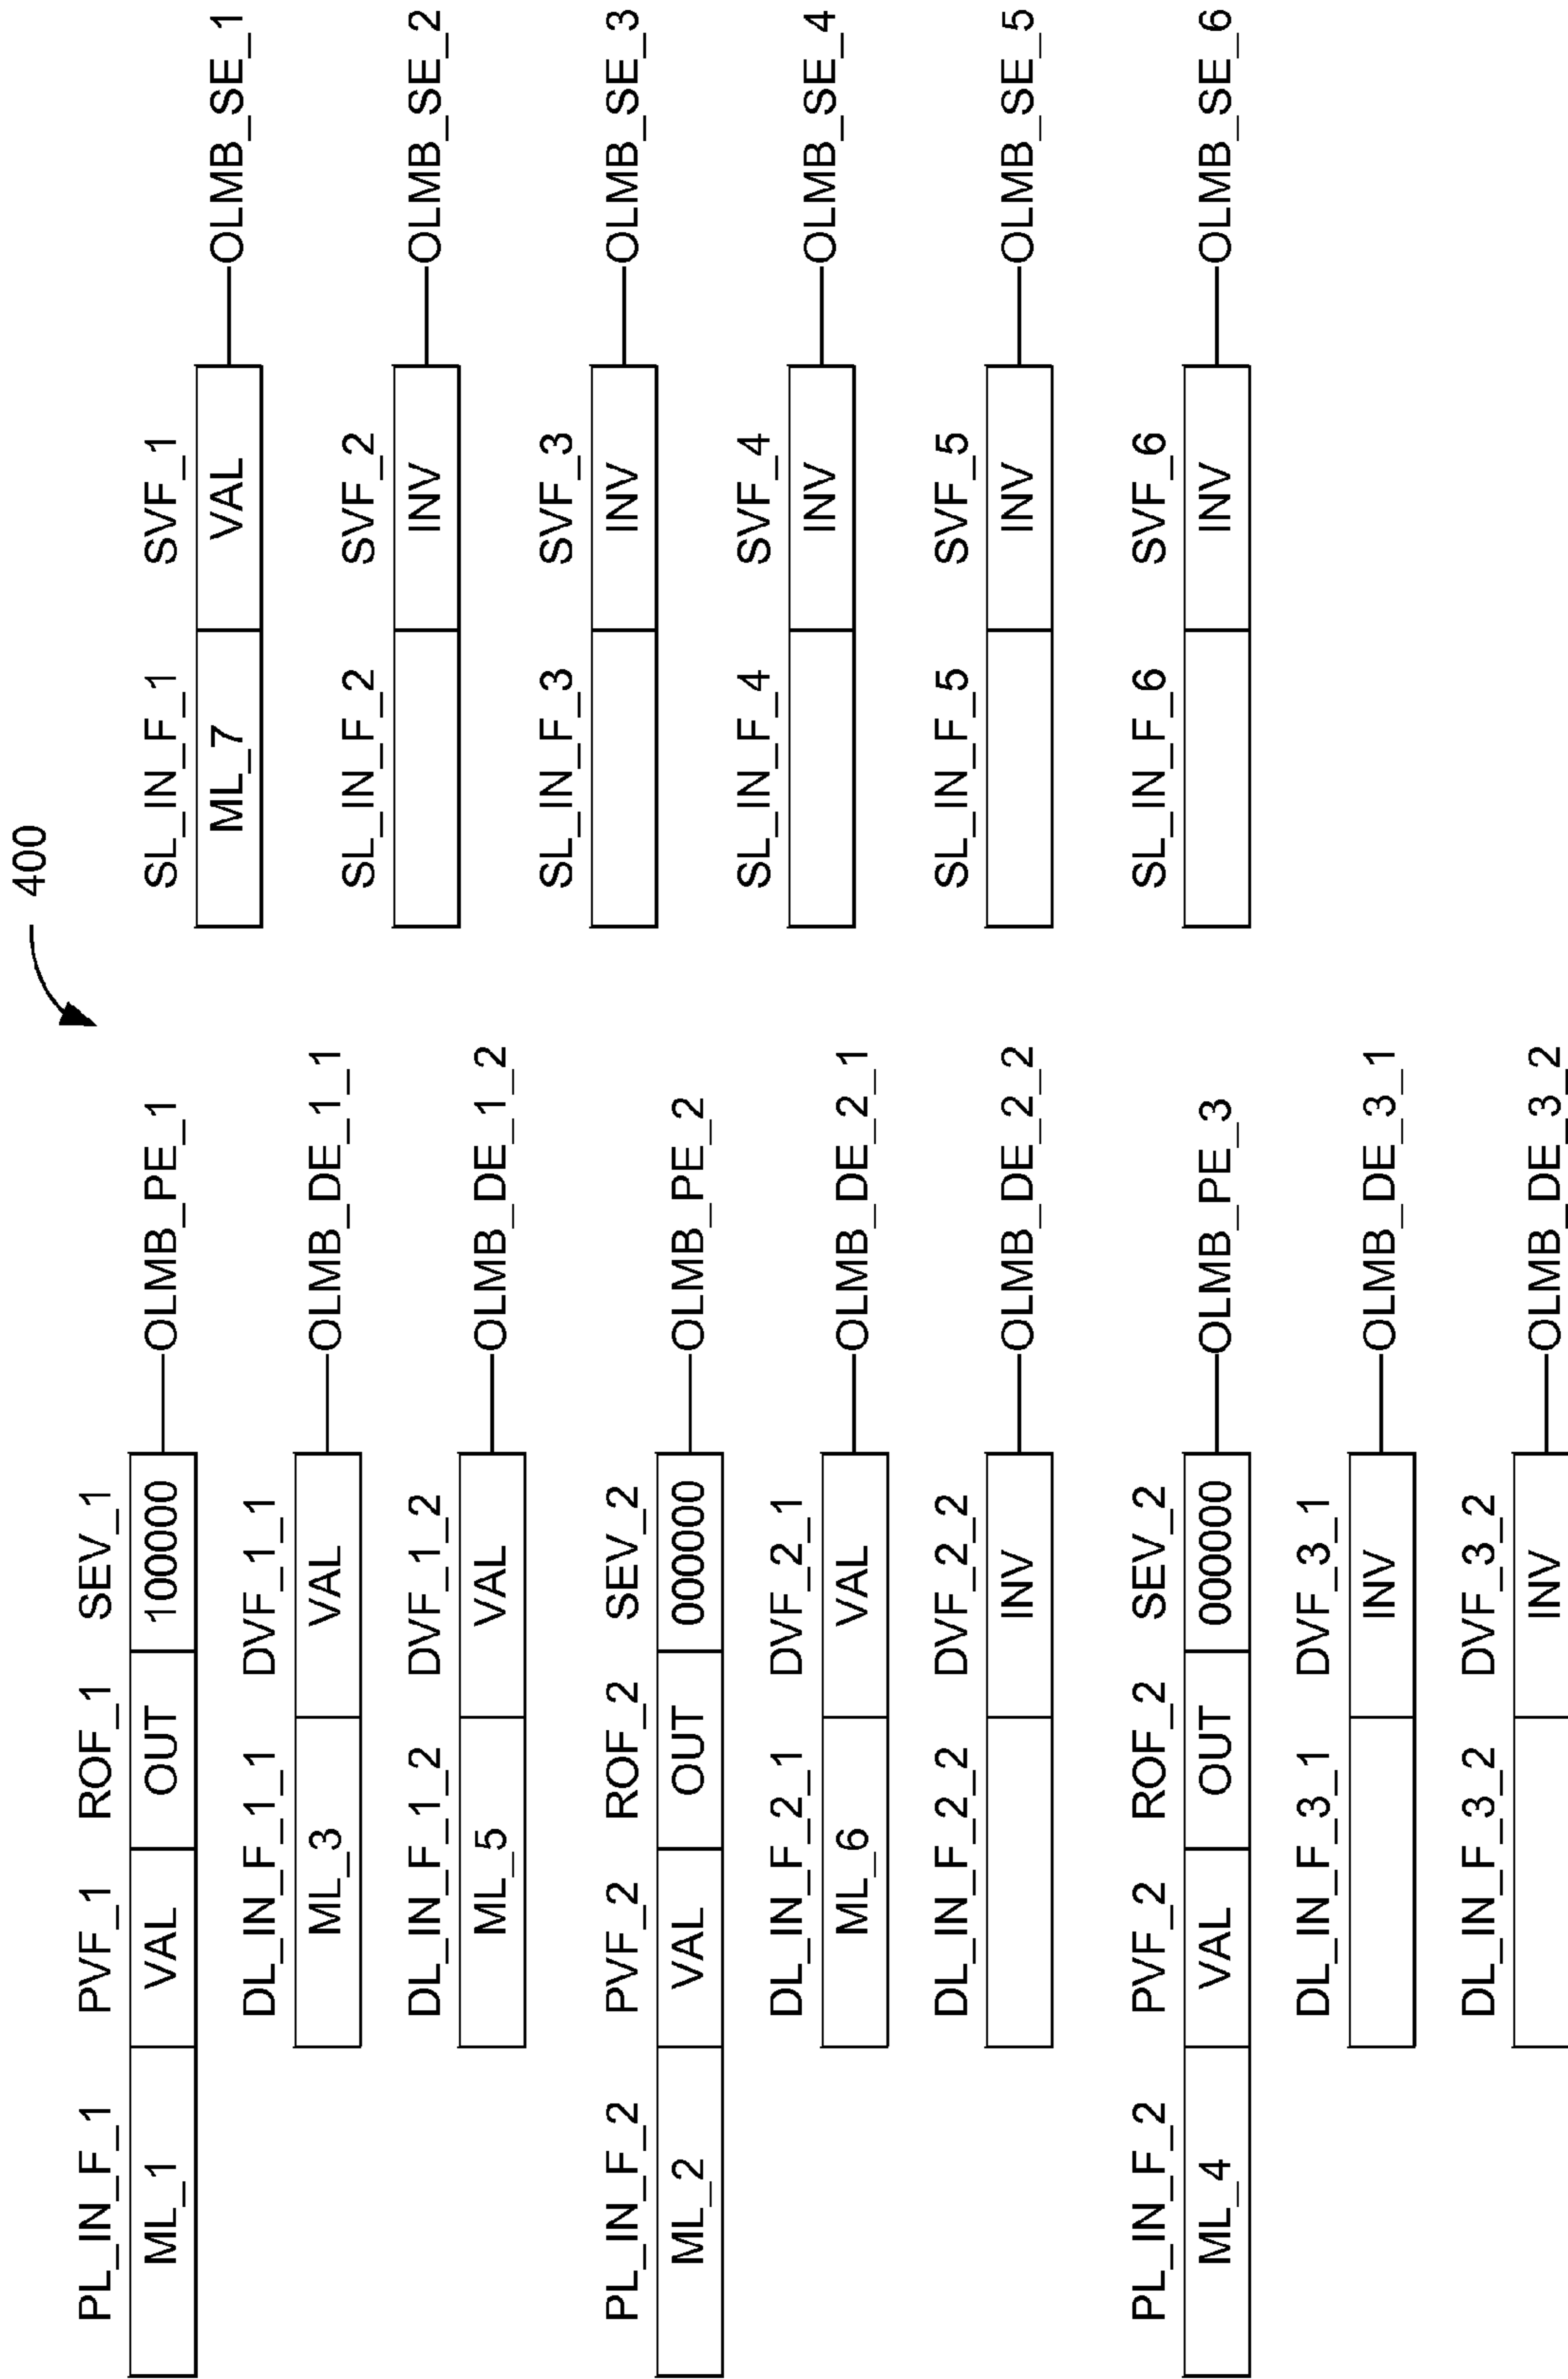 400
PL_IN_F_1 PVF_1 ROF_1 SEV_1
ML_1 VAL OUT 100000 OLMB_PE_1
DL_IN_F_1_1 DVF_1_1
ML_3 VAL OLMB_DE_1_1
DL_IN_F_1_2 DVF_1_2
ML_5 VAL OLMB_DE_1_2
PL_IN_F_2 PVF_2 ROF_2 SEV_2
ML_2 VAL OUT 000000 OLMB_PE_2
DL_IN_F_2_1 DVF_2_1
ML_6 VAL OLMB_DE_2_1
DL_IN_F_2_2 DVF_2_2
INV OLMB_DE_2_2
PL_IN_F_2 PVF_2 ROF_2 SEV_2
ML_4 VAL OUT 000000 OLMB_PE_3
DL_IN_F_3_1 DVF_3_1
INV OLMB_DE_3_1
DL_IN_F_3_2 DVF_3_2
INV OLMB_DE_3_2
SL_IN_F_1 SVF_1
ML_7 VAL OLMB_SE_1
SL_IN_F_2 SVF_2
INV OLMB_SE_2
SL_IN_F_3 SVF_3
INV OLMB_SE_3
SL_IN_F_4 SVF_4
INV OLMB_SE_4
SL_IN_F_5 SVF_5
INV OLMB_SE_5
SL_IN_F_6 SVF_6
INV OLMB_SE_6